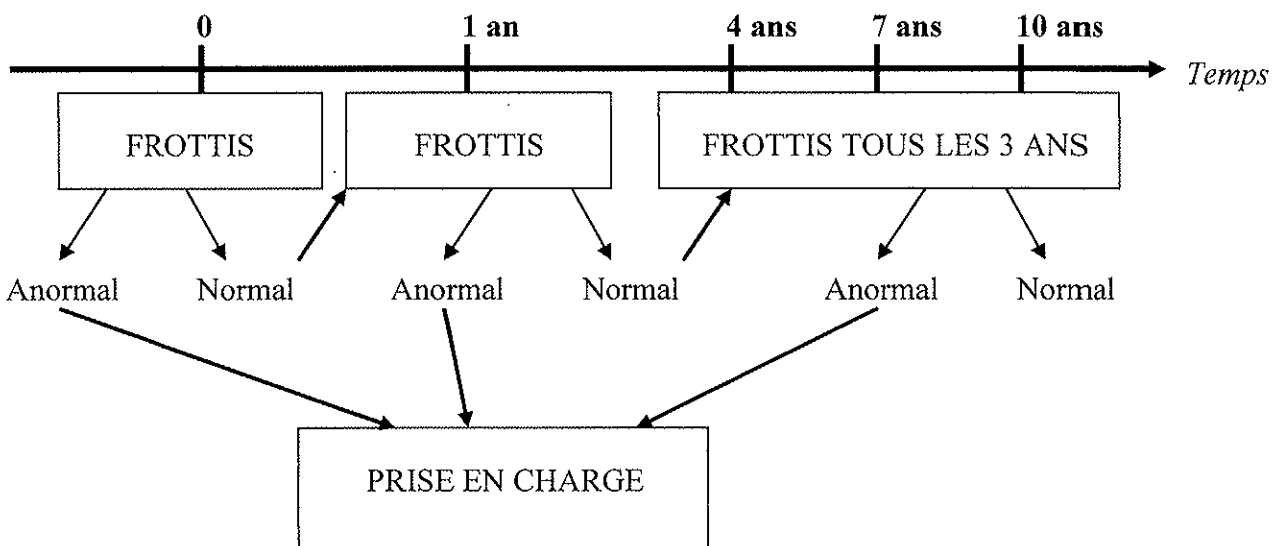 0 1 an 4 ans 7 ans 10 ans
Temps
FROTTIS FROTTIS FROTTIS TOUS LES 3 ANS
Anormal Normal Anormal Normal Anormal Normal
PRISE EN CHARGE